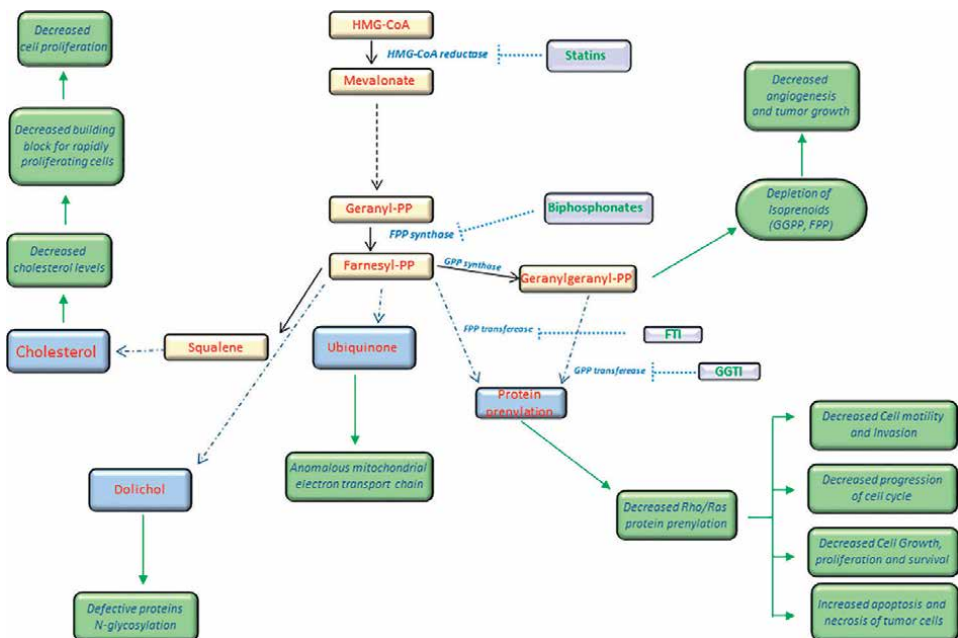 Decreased
cell proliferation
HMG-CoA
HMG-CoA reductase
Statins
Mevalonate
Decreased
angiogenesis
and tumor growth
Decreased building
block for rapidly
proliferating cells
Geranyl-PP
Biphosphonates
Depletion of
Isoprenoids
(GGPP, FPP)
FPP synthase
Decreased
cholesterol levels
Farnesyl-PP
GPP synthase
Geranylgeranyl-PP
Cholesterol
Squalene
Ubiquinone
FPP transferease
FTI
GPP transferease
GGTI
Protein
prenylation
Decreased Cell motility
and Invasion
Anomalous mitochondrial
electron transport chain
Dolichol
Decreased progression
of cell cycle
Decreased Rho/Ras
protein prenylation
Decreased Cell Growth,
proliferation and survival
Defective proteins
N-glycosylation
Increased apoptosis and
necrosis of tumor cells